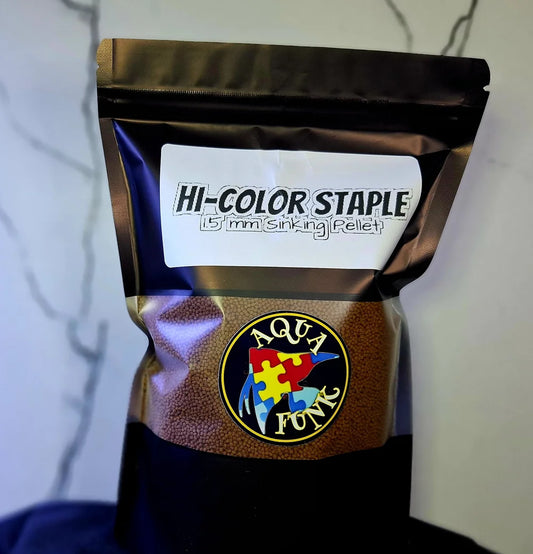 HI-COLOR STAPLE
1.5 mm Sinking Pellet
AQUA
FUNK